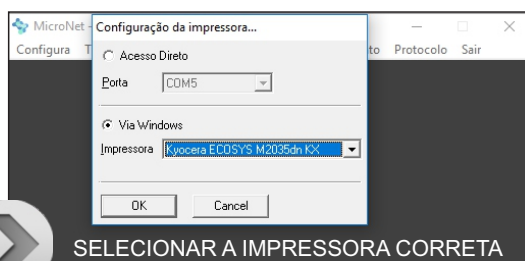 MicroNet - Configuração da impressora...
Configura T to Protocolo Sair
Acesso Direto
Porta COM5
Via Windows
Impressora Kyocera ECOSYS M2035dn KX
OK Cancel
SELECIONAR A IMPRESSORA CORRETA